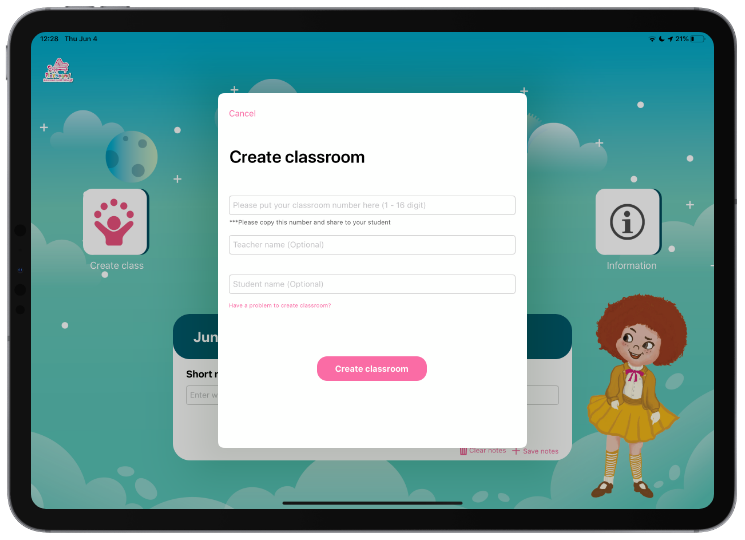 12:28 Thu Jun 4
21%
Cancel
Create classroom
Please put your classroom number here (1 - 16 digit)
***Please copy this number and share to your student
Teacher name (Optional)
Student name (Optional)
Have a problem to create classroom?
Create classroom
Create class
Information
Jun
Short
Enter w
Clear notes
Save notes